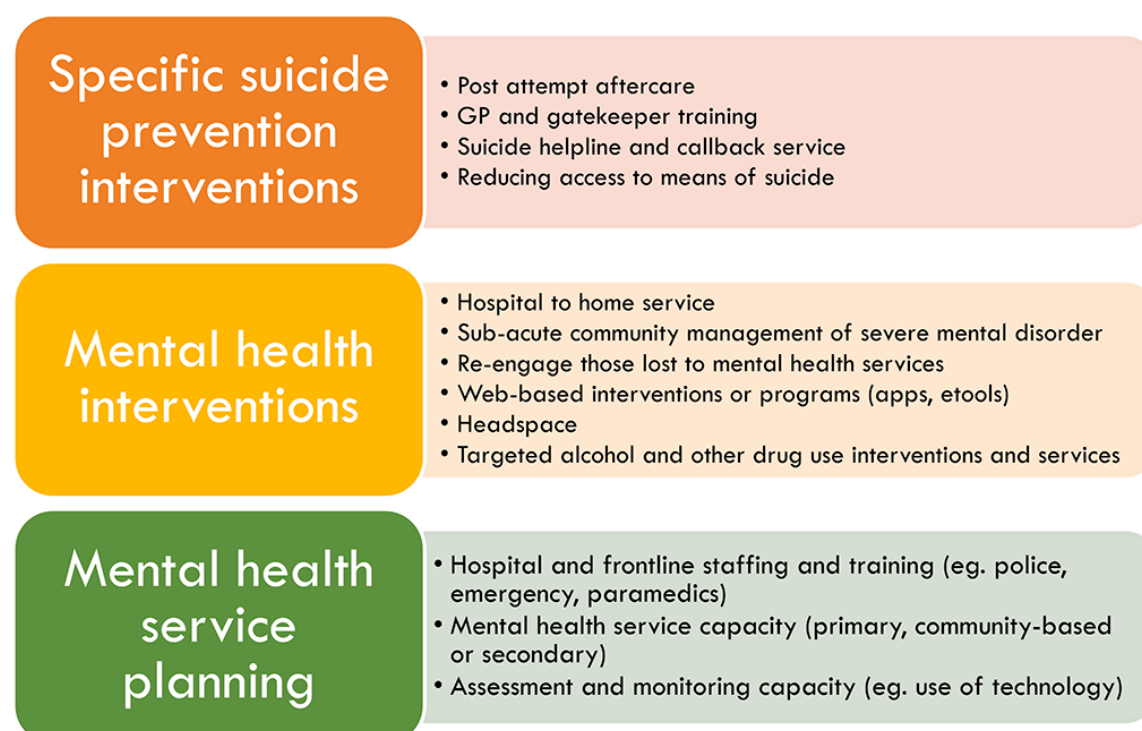 Specific suicide
prevention
interventions
• Post attempt aftercare
• GP and gatekeeper training
• Suicide helpline and callback service
• Reducing access to means of suicide
Mental health
interventions
• Hospital to home service
• Sub-acute community management of severe mental disorder
• Re-engage those lost to mental health services
• Web-based interventions or programs (apps, etools)
• Headspace
• Targeted alcohol and other drug use interventions and services
Mental health
service
planning
• Hospital and frontline staffing and training (eg. police,
emergency, paramedics)
• Mental health service capacity (primary, community-based
or secondary)
• Assessment and monitoring capacity (eg. use of technology)